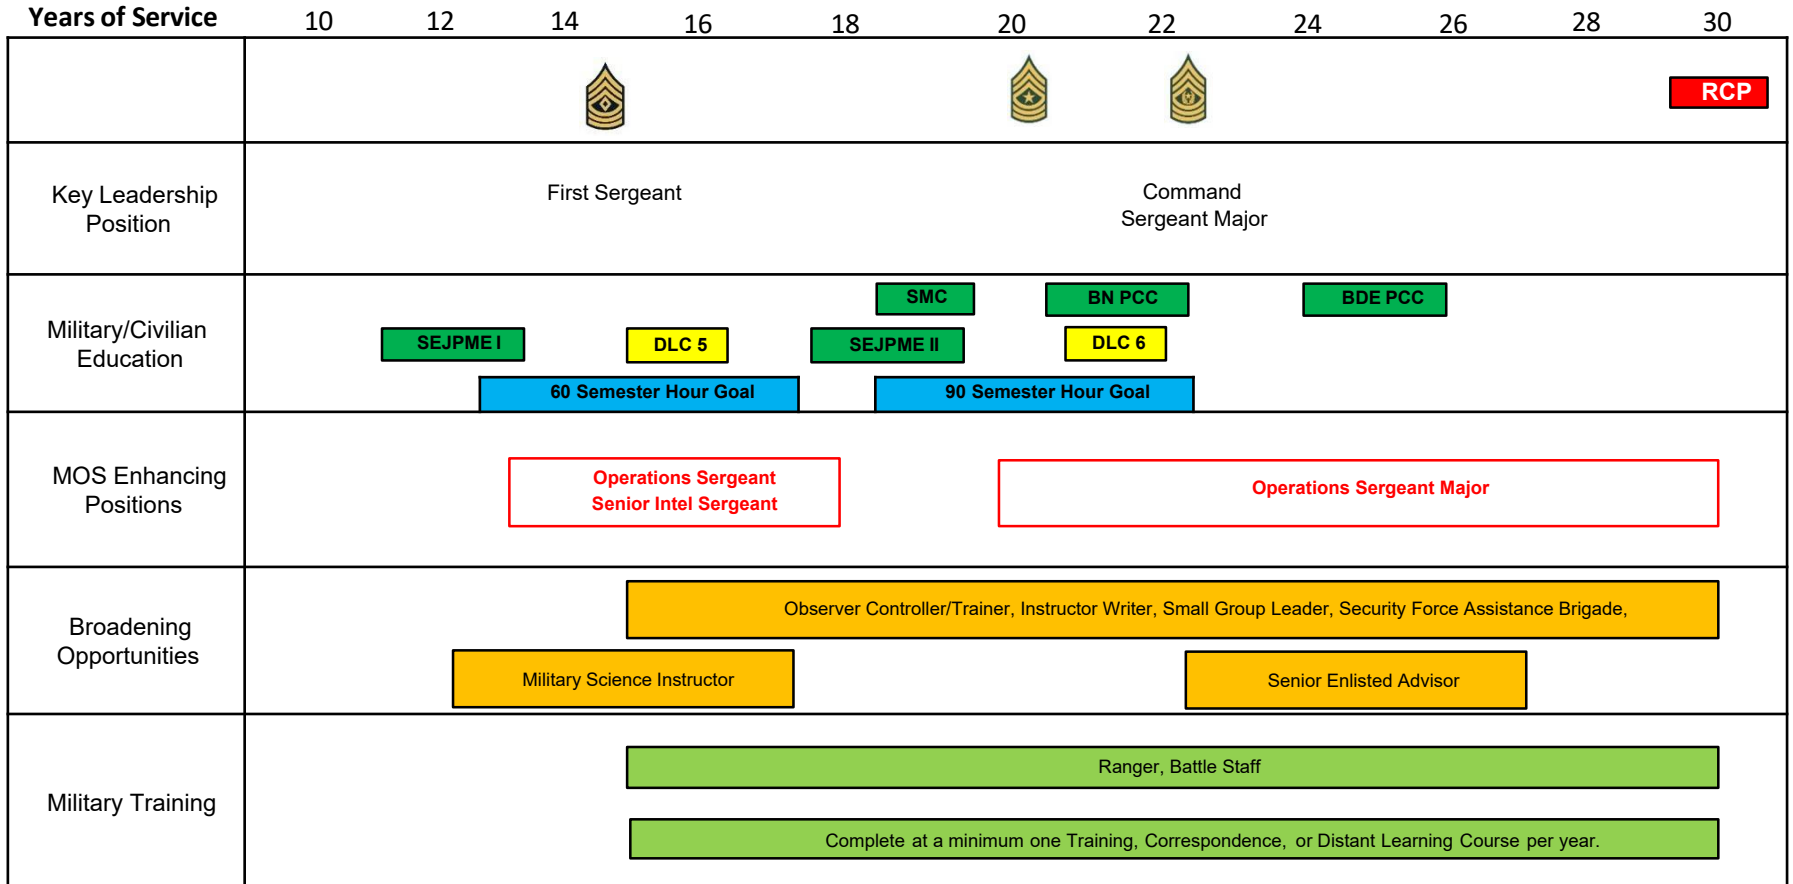 Years of Service 10 12 14 16 18 20 22 24 26 28 30
RCP
Key Leadership
Position
First Sergeant
Command
Sergeant Major
Military/Civilian
Education
SMC BN PCC BDE PCC
SEJPME I DLC 5 SEJPME II DLC 6
60 Semester Hour Goal 90 Semester Hour Goal
MOS Enhancing
Positions
Operations Sergeant
Senior Intel Sergeant
Operations Sergeant Major
Broadening
Opportunities
Observer Controller/Trainer, Instructor Writer, Small Group Leader, Security Force Assistance Brigade,
Military Science Instructor Senior Enlisted Advisor
Military Training
Ranger, Battle Staff
Complete at a minimum one Training, Correspondence, or Distant Learning Course per year.